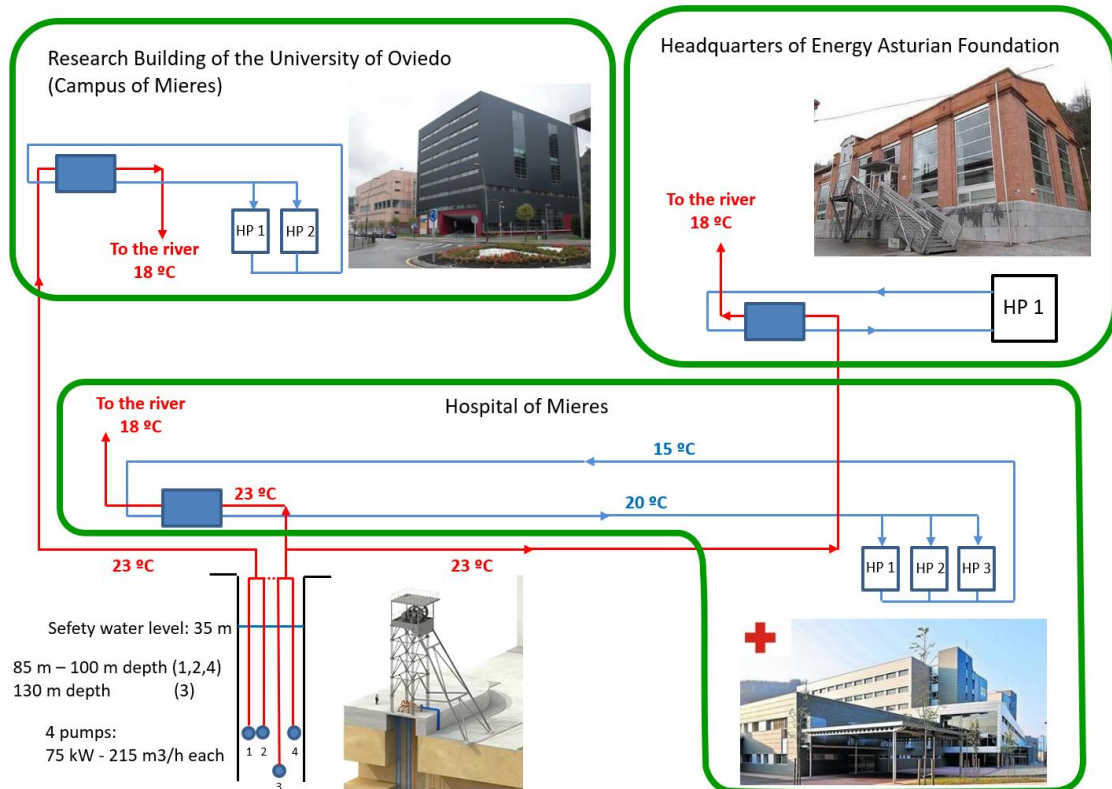 Research Building of the University of Oviedo
(Campus of Mieres)
HP 1
HP 2
To the river
18 ºC
Headquarters of Energy Asturian Foundation
To the river
18 ºC
HP 1
Hospital of Mieres
To the river
18 ºC
15 ºC
23 ºC
20 ºC
HP 1
HP 2
HP 3
23 ºC
23 ºC
Sefety water level: 35 m
85 m – 100 m depth (1,2,4)
130 m depth (3)
4 pumps:
75 kW - 215 m3/h each
1
2
4
3